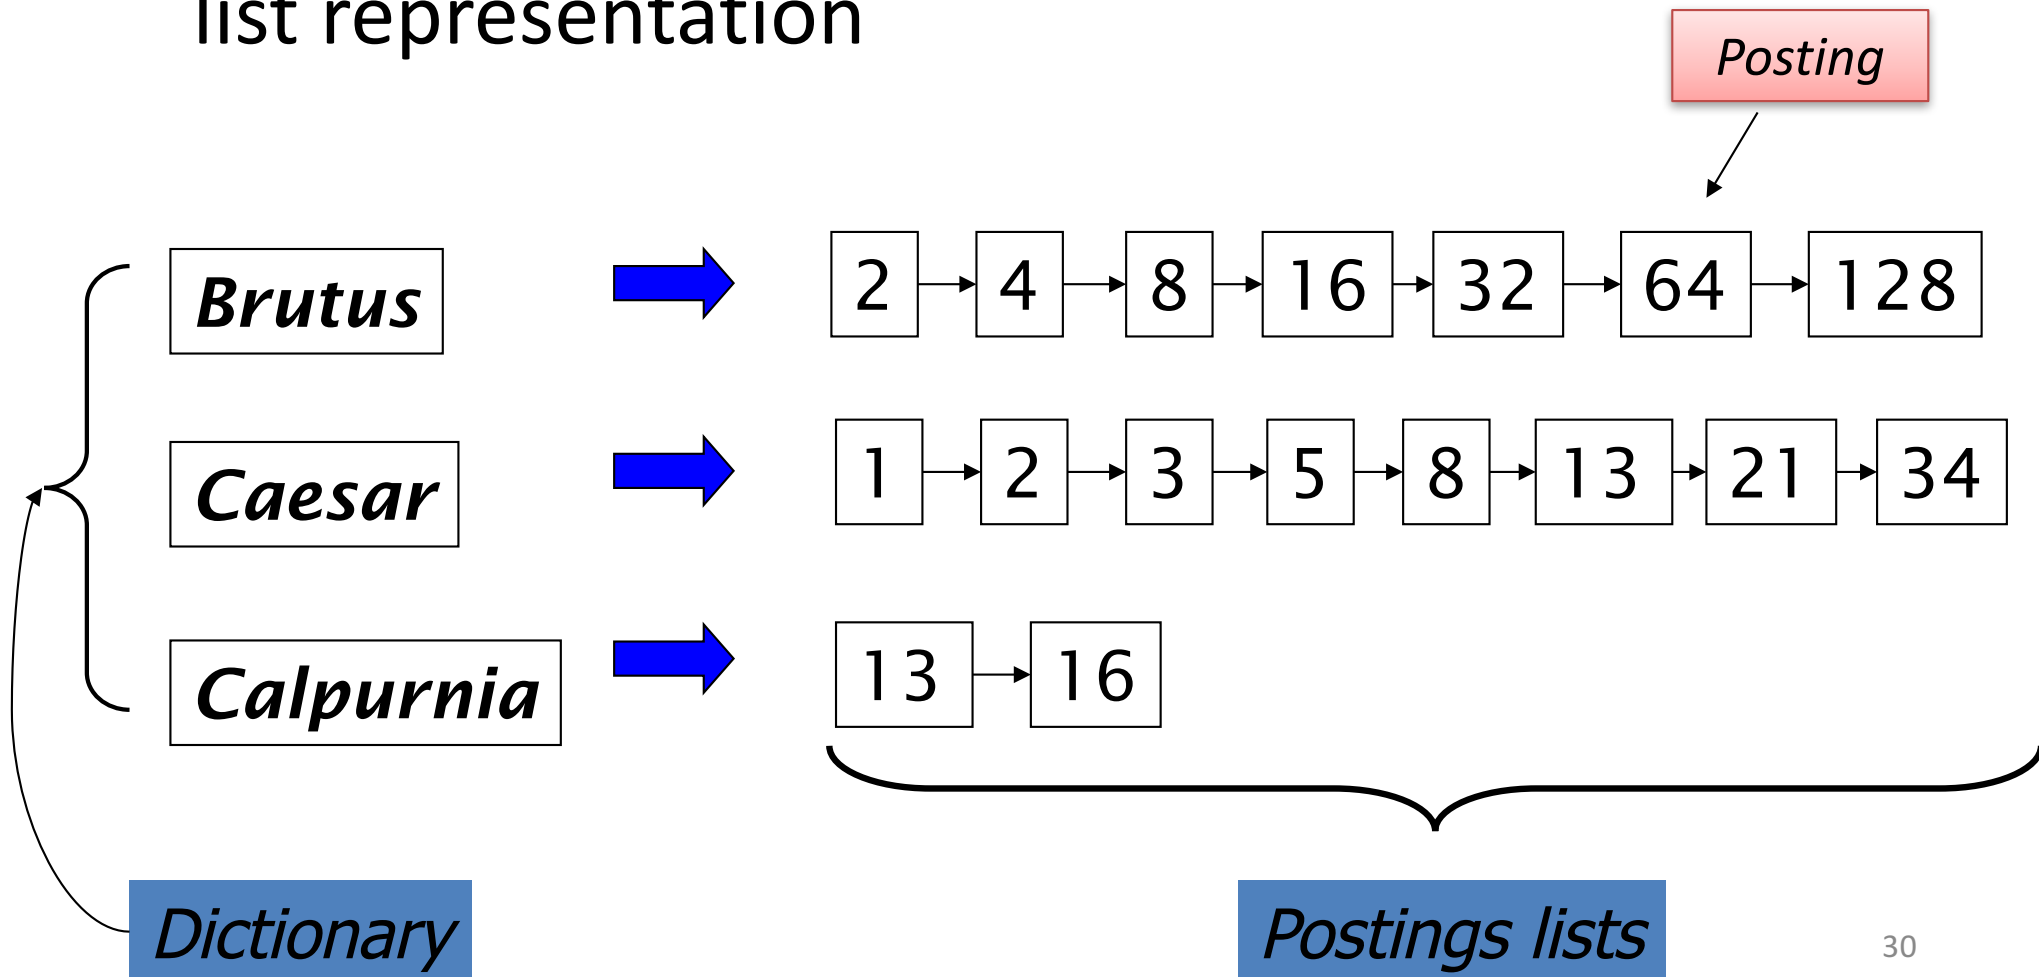 list representation
Posting
Brutus 2 4 8 16 32 64 128
Caesar 1 2 3 5 8 13 21 34
Calpurnia 13 16
Dictionary Postings lists 30